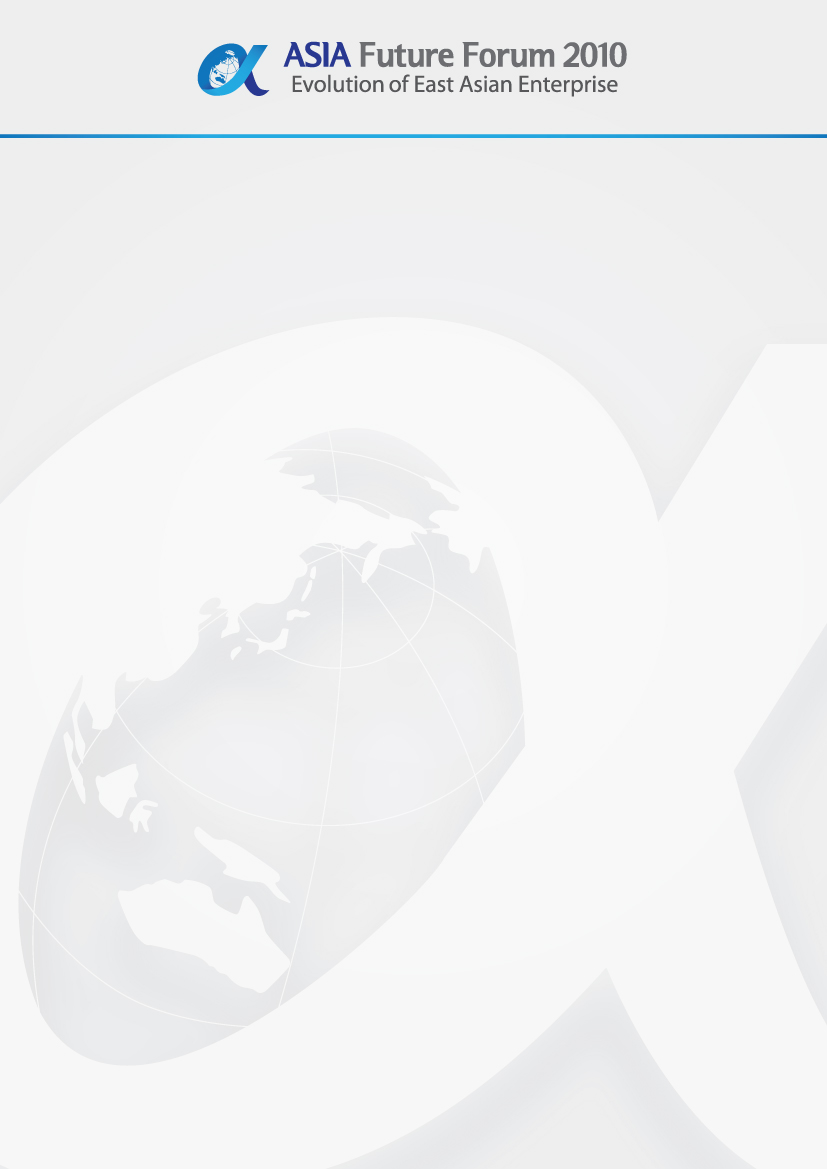 ASIA Future Forum 2010
Evolution of East Asian Enterprise